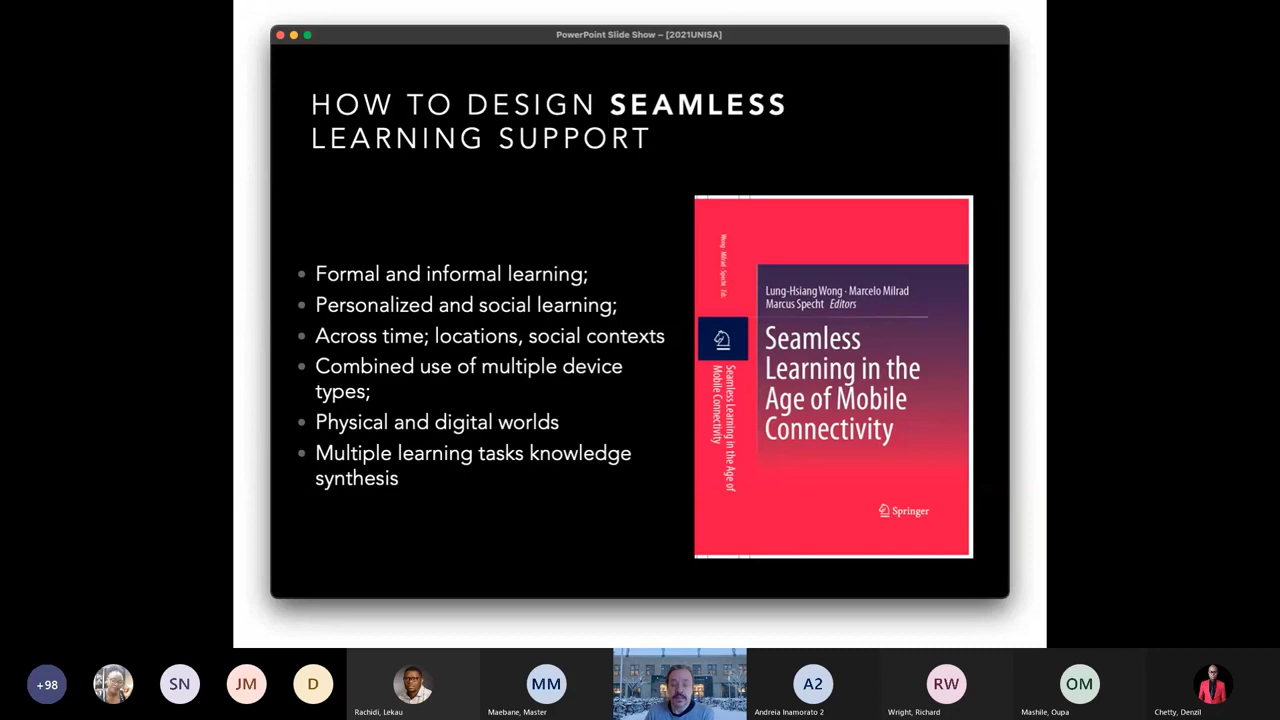 PowerPoint Slide Show – [2021UNISA]
HOW TO DESIGN SEAMLESS
LEARNING SUPPORT
Formal and informal learning;
Personalized and social learning;
Across time; locations, social contexts
Combined use of multiple device
types;
Physical and digital worlds
Multiple learning tasks knowledge
synthesis
Wong · Milrad · Specht Eds.
Seamless Learning in the Age of
Mobile Connectivity
Lung-Hsiang Wong · Marcelo Milrad
Marcus Specht Editors
Seamless
Learning in the
Age of Mobile
Connectivity
Springer
+98
SN
JM
D
Rachidi, Lekau
MM
Maebane, Master
A2
Andreia Inamorato 2
RW
Wright, Richard
OM
Mashile, Oupa
Chetty, Denzil